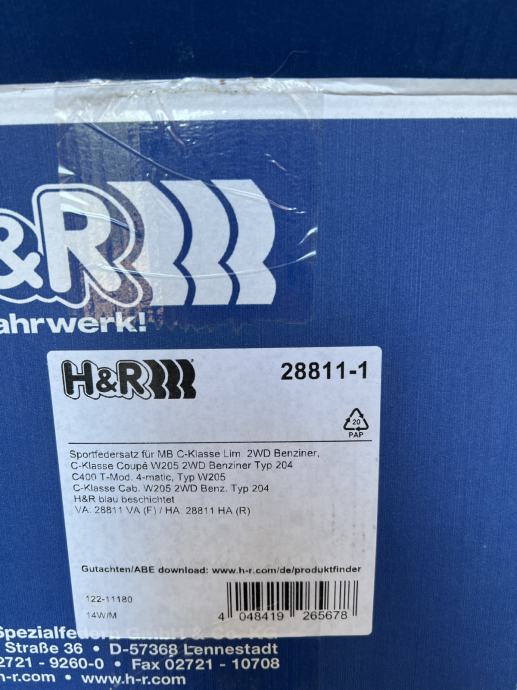 &R
ahrwerk!
H&R
28811-1
20
PAP
Sportfedersatz für MB C-Klasse Lim. 2WD Benziner,
C-Klasse Coupé W205 2WD Benziner Typ 204
C400 T-Mod. 4-matic, Typ W205
C-Klasse Cab. W205 2WD Benz. Typ 204
H&R blau beschichtet
VA: 28811 VA (F) / HA: 28811 HA (R)
Gutachten/ABE download: www.h-r.com/de/produktfinder
122-11180
14W/M
4 048419 265678
Straße 36 • D-57368 Lennestadt
2721 - 9260-0 • Fax 02721 - 10708
h-r.com • www.h-r.com